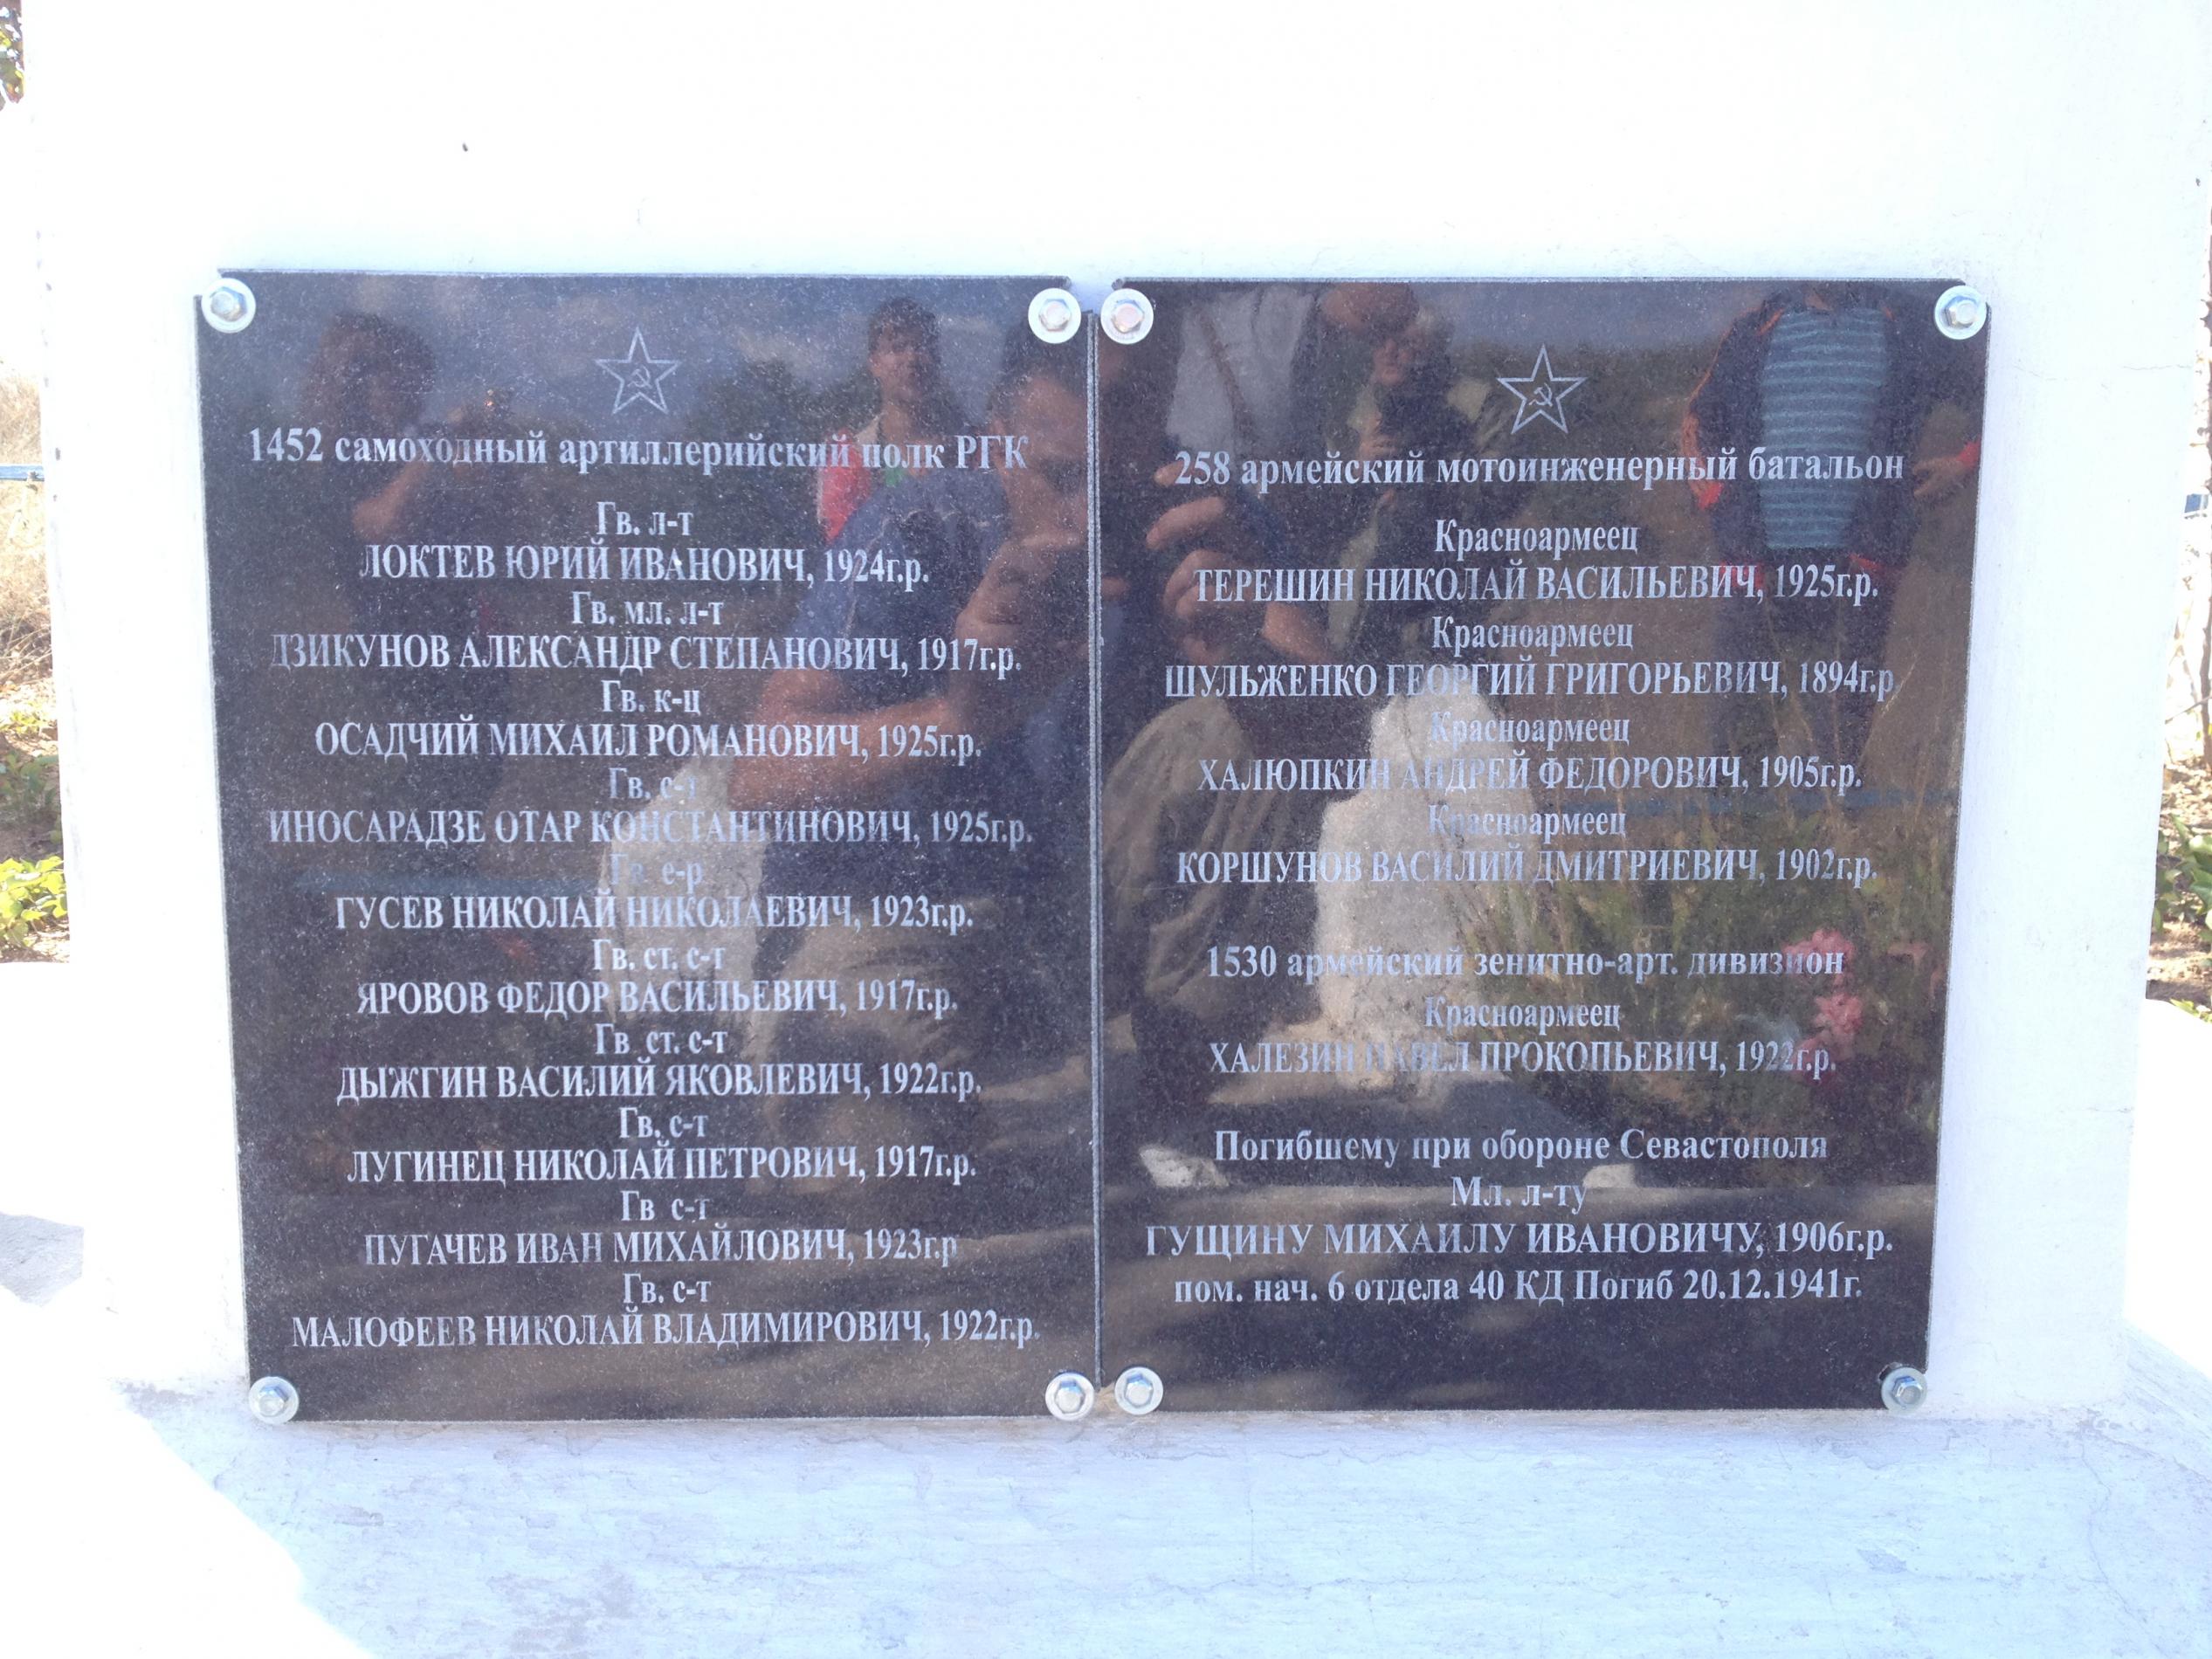 1452 самоходный артиллерийский полк РГК
Гв. л-т
ЛОКТЕВ ЮРИЙ ИВАНОВИЧ, 1924г.р.
Гв. мл. л-т
ДЗИКУНОВ АЛЕКСАНДР СТЕПАНОВИЧ, 1917г.р.
Гв. к-ц
ОСАДЧИЙ МИХАИЛ РОМАНОВИЧ, 1925г.р.
Гв. с-т
ИНОСАРАДЗЕ ОТАР КОНСТАНТИНОВИЧ, 1925г.р.
Гв. е-р
ГУСЕВ НИКОЛАЙ НИКОЛАЕВИЧ, 1923г.р.
Гв. ст. с-т
ЯРОВОВ ФЕДОР ВАСИЛЬЕВИЧ, 1917г.р.
Гв ст. с-т
ДЫЖГИН ВАСИЛИЙ ЯКОВЛЕВИЧ, 1922г.р.
Гв. с-т
ЛУГИНЕЦ НИКОЛАЙ ПЕТРОВИЧ, 1917г.р.
Гв с-т
ПУГАЧЕВ ИВАН МИХАЙЛОВИЧ, 1923г.р
Гв. с-т
МАЛОФЕЕВ НИКОЛАЙ ВЛАДИМИРОВИЧ, 1922г.р.
258 армейский мотоинженерный батальон
Красноармеец
ТЕРЕШИН НИКОЛАЙ ВАСИЛЬЕВИЧ, 1925г.р.
Красноармеец
ШУЛЬЖЕНКО ГЕОРГИЙ ГРИГОРЬЕВИЧ, 1894г.р.
Красноармеец
ХАЛЮПКИН АНДРЕЙ ФЕДОРОВИЧ, 1905г.р.
Красноармеец
КОРШУНОВ ВАСИЛИЙ ДМИТРИЕВИЧ, 1902г.р.
1530 армейский зенитно-арт. дивизион
Красноармеец
ХАЛЕЗИН ПАВЕЛ ПРОКОПЬЕВИЧ, 1922г.р.
Погибшему при обороне Севастополя
Мл. л-ту
ГУЩИНУ МИХАИЛУ ИВАНОВИЧУ, 1906г.р.
пом. нач. 6 отдела 40 КД Погиб 20.12.1941г.